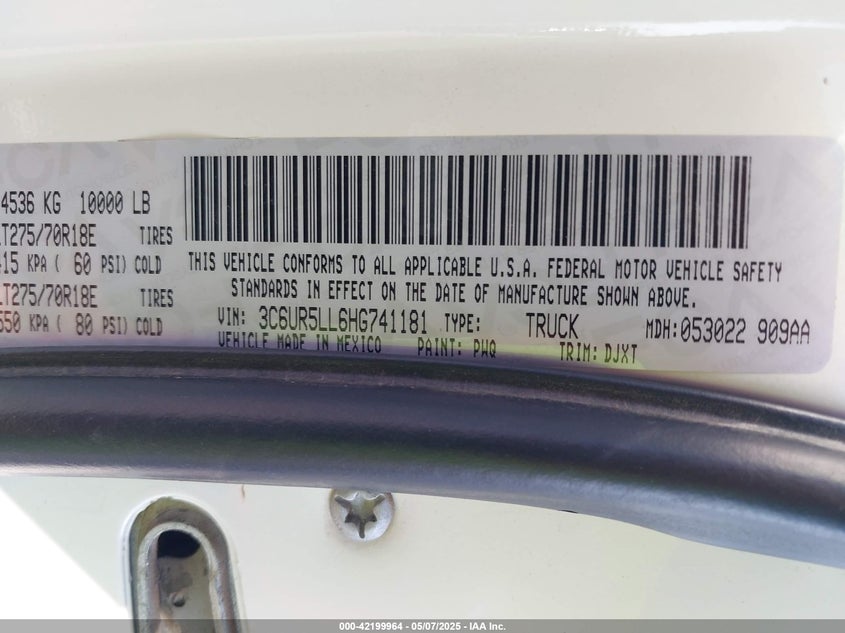 4536 KG 10000 LB
T275/70R18E TIRES
15 KPA ( 60 PSI) COLD
LT275/70R18E TIRES
550 KPA ( 80 PSI) COLD
THIS VEHICLE CONFORMS TO ALL APPLICABLE U.S.A. FEDERAL MOTOR VEHICLE SAFETY
STANDARDS IN EFFECT ON THE DATE OF MANUFACTURE SHOWN ABOVE.
VIN: 3C6UR5LL6HG741181 TYPE: TRUCK MDH: 053022 909AA
VEHICLE MADE IN MEXICO PAINT: PWQ TRIM: DJXT
000-42199964 - 05/07/2025 - IAA Inc.